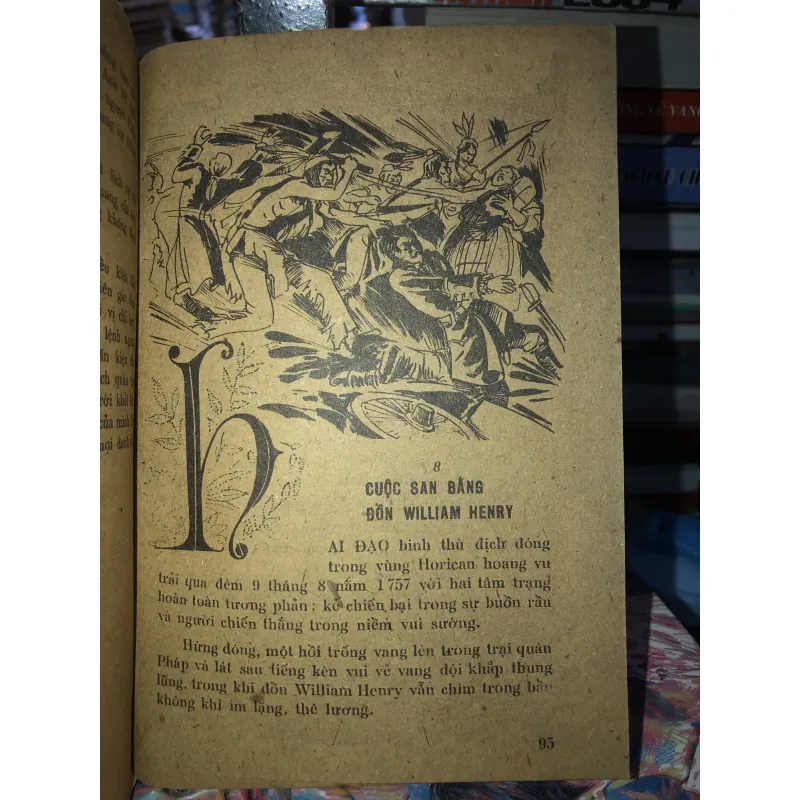 8
CUỘC SAN BẰNG
ĐỒN WILLIAM HENRY
HAI ĐẠO binh thù địch đóng
trong vùng Horican hoang vu
trải qua đêm 9 tháng 8 năm 1757 với hai tâm trạng
hoàn toàn tương phản : kẻ chiến bại trong sự buồn rầu
và người chiến thắng trong niềm vui sướng.
Hừng đông, một hồi trống vang lên trong trại quân
Pháp và lát sau tiếng kèn vui vẻ vang dội khắp thung
lũng, trong khi đồn William Henry vẫn chìm trong bầu
không khí im lặng, thê lương.
95